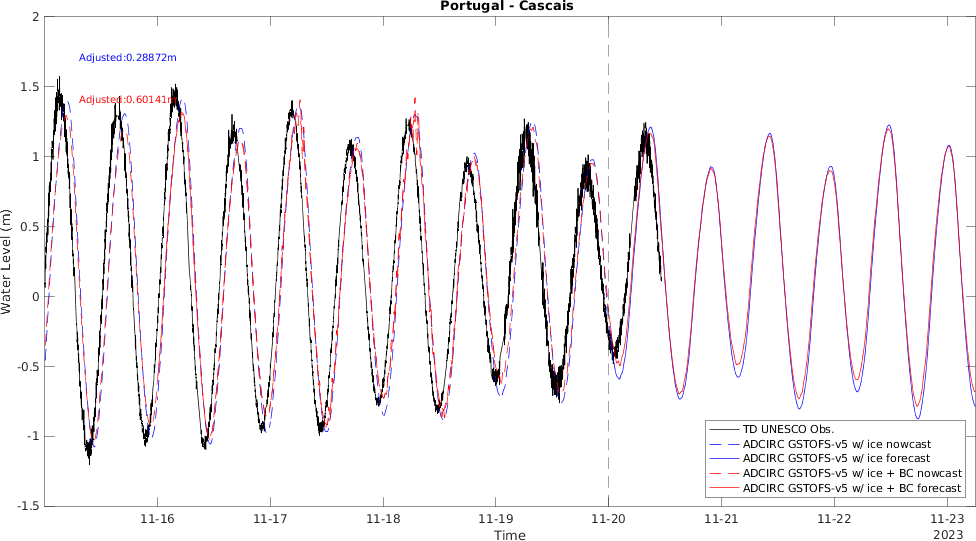 Portugal - Cascais
2
1.5
1
0.5
0
-0.5
-1
-1.5
Water Level (m)
Adjusted:0.28872m
Adjusted:0.60141m
TD UNESCO Obs.
ADCIRC GSTOFS-v5 w/ ice nowcast
ADCIRC GSTOFS-v5 w/ ice forecast
ADCIRC GSTOFS-v5 w/ ice + BC nowcast
ADCIRC GSTOFS-v5 w/ ice + BC forecast
11-16 11-17 11-18 11-19 11-20 11-21 11-22 11-23
Time
2023